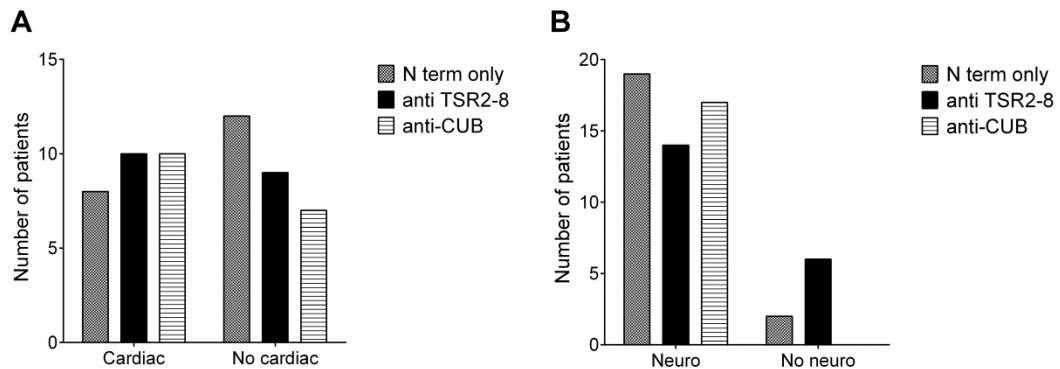 A
Number of patients
15
10
5
0
Cardiac
No cardiac
N term only
anti TSR2-8
anti-CUB
B
Number of patients
20
15
10
5
0
Neuro
No neuro
N term only
anti TSR2-8
anti-CUB